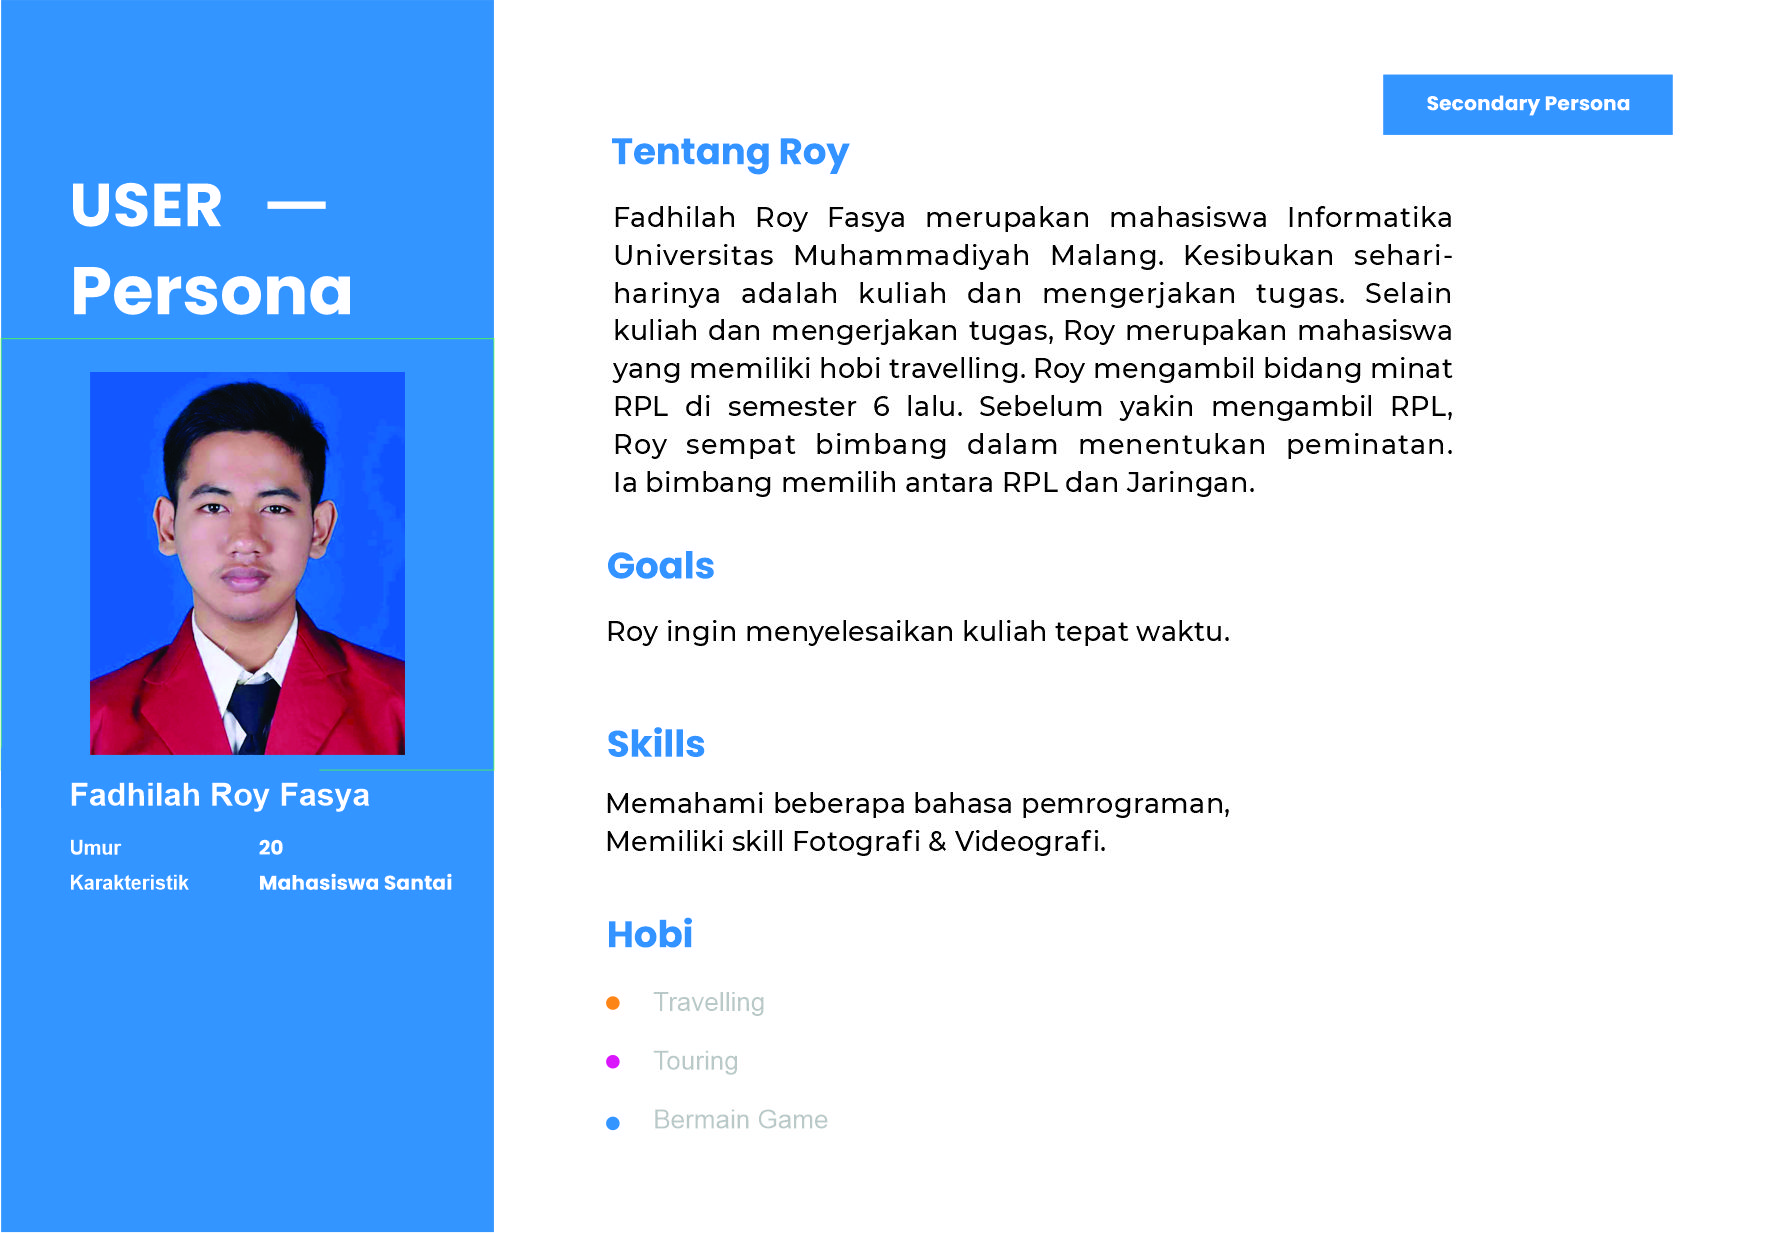 USER —
Persona
Fadhilah Roy Fasya
Umur 20
Karakteristik Mahasiswa Santai
Secondary Persona
Tentang Roy
Fadhilah Roy Fasya merupakan mahasiswa Informatika
Universitas Muhammadiyah Malang. Kesibukan sehari-
harinya adalah kuliah dan mengerjakan tugas. Selain
kuliah dan mengerjakan tugas, Roy merupakan mahasiswa
yang memiliki hobi travelling. Roy mengambil bidang minat
RPL di semester 6 lalu. Sebelum yakin mengambil RPL,
Roy sempat bimbang dalam menentukan peminatan.
Ia bimbang memilih antara RPL dan Jaringan.
Goals
Roy ingin menyelesaikan kuliah tepat waktu.
Skills
Memahami beberapa bahasa pemrograman,
Memiliki skill Fotografi & Videografi.
Hobi
Travelling
Touring
Bermain Game